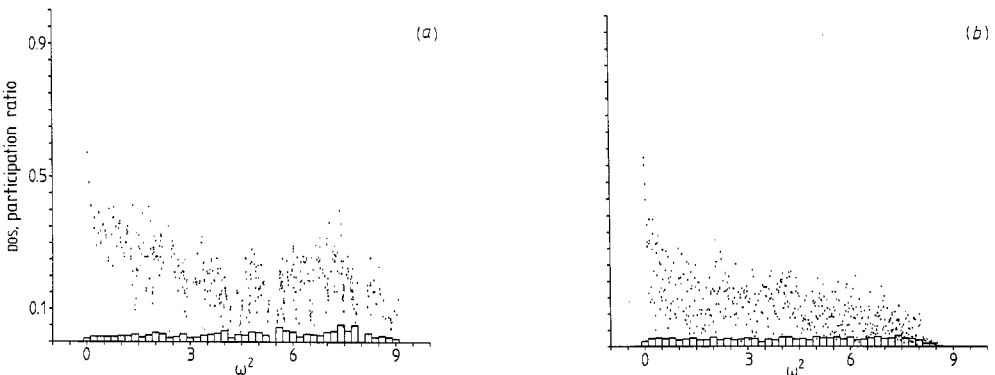 (a)
(b)
DOS, participation ratio
0.9
0.5
0.1
0 3 6 9
ω²
0 3 6 9
ω²